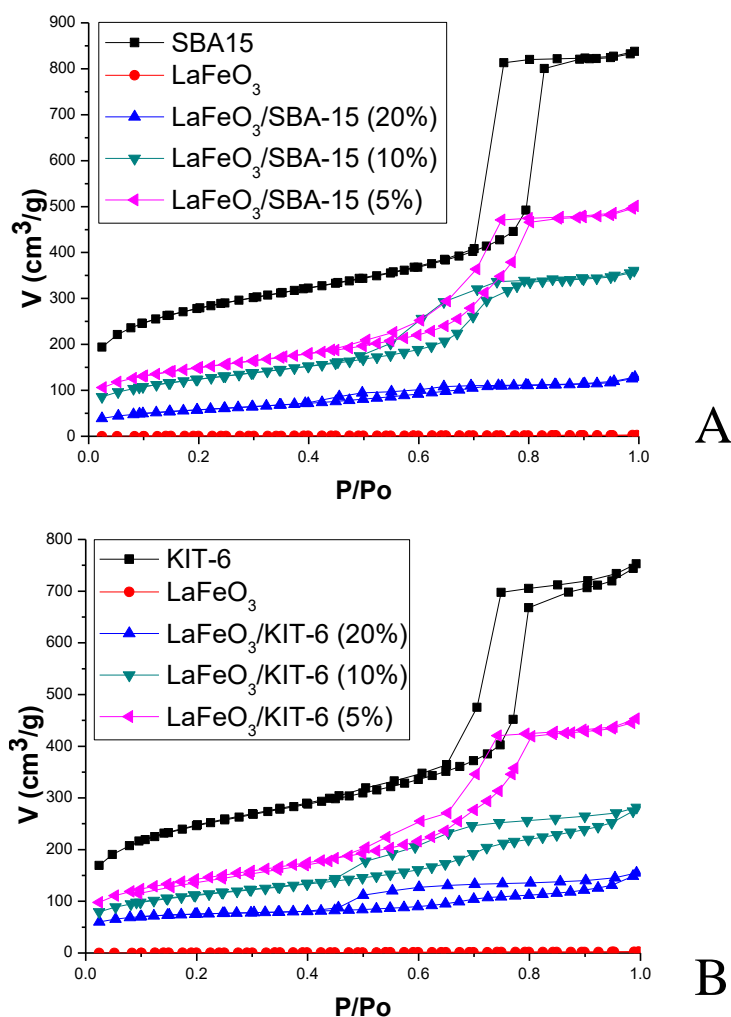 900
800
700
600
500
400
300
200
100
0
V (cm³/g)
SBA15
LaFeO₃
LaFeO₃/SBA-15 (20%)
LaFeO₃/SBA-15 (10%)
LaFeO₃/SBA-15 (5%)
0.0 0.2 0.4 0.6 0.8 1.0
P/Po
A
800
700
600
500
400
300
200
100
0
V (cm³/g)
KIT-6
LaFeO₃
LaFeO₃/KIT-6 (20%)
LaFeO₃/KIT-6 (10%)
LaFeO₃/KIT-6 (5%)
0.0 0.2 0.4 0.6 0.8 1.0
P/Po
B